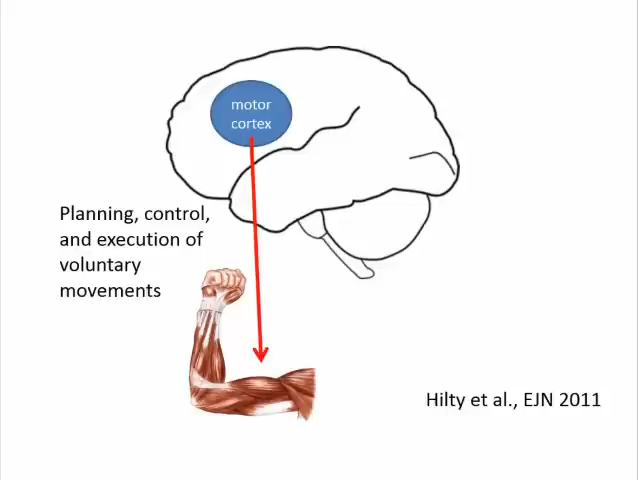 motor
cortex
Planning, control,
and execution of
voluntary
movements
Hilty et al., EJN 2011